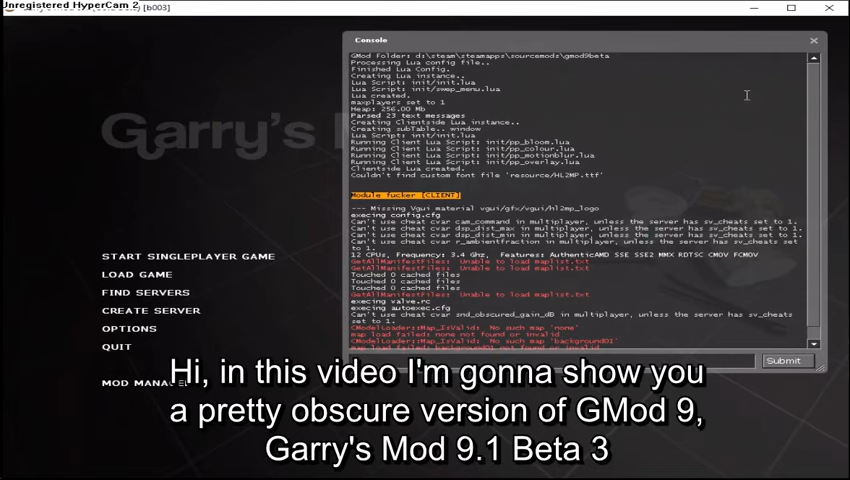 Unregistered HyperCam 2
[b003]
Console
GMod Folder: d:\steam\steamapps\sourcemods\gmod9beta
Processing Lua config file..
Finished Lua Config.
Creating Lua instance..
Lua Script: init/init.lua
Lua Script: init/swep_menu.lua
Lua created.
maxplayers set to 1
Heap: 256.00 Mb
Parsed 23 text messages
Creating Clientside Lua instance..
Creating subTable.. _window
Lua Script: init/init.lua
Running Client Lua Script: init/pp_bloom.lua
Running Client Lua Script: init/pp_colour.lua
Running Client Lua Script: init/pp_motionblur.lua
Running Client Lua Script: init/pp_overlay.lua
Clientside Lua created.
Couldn't find custom font file 'resource/HL2MP.ttf'
Module fucker [CLIENT]
--- Missing Vgui material vgui/gfx/vgui/hl2mp_logo
execing config.cfg
Can't use cheat cvar cam_command in multiplayer, unless the server has sv_cheats set to 1.
Can't use cheat cvar dsp_dist_max in multiplayer, unless the server has sv_cheats set to 1.
Can't use cheat cvar dsp_dist_min in multiplayer, unless the server has sv_cheats set to 1.
Can't use cheat cvar r_ambientfraction in multiplayer, unless the server has sv_cheats set
to 1.
12 CPUs, Frequency: 3.4 Ghz, Features: AuthenticAMD SSE SSE2 MMX RDTSC CMOV FCMOV
GetAllManifestFiles: Unable to load maplist.txt
GetAllManifestFiles: Unable to load maplist.txt
Touched 0 cached files
Touched 0 cached files
GetAllManifestFiles: Unable to load maplist.txt
execing valve.rc
execing autoexec.cfg
Can't use cheat cvar snd_obscured_gain_dB in multiplayer, unless the server has sv_cheats
set to 1.
CModelLoader::Map_IsValid: No such map 'none'
map load failed: none not found or invalid
CModelLoader::Map_IsValid: No such map 'background01'
map load failed: background01 not found or invalid
Submit
Garry's M
START SINGLEPLAYER GAME
LOAD GAME
FIND SERVERS
CREATE SERVER
OPTIONS
QUIT
MOD MANAGE
Hi, in this video I'm gonna show you
a pretty obscure version of GMod 9,
Garry's Mod 9.1 Beta 3